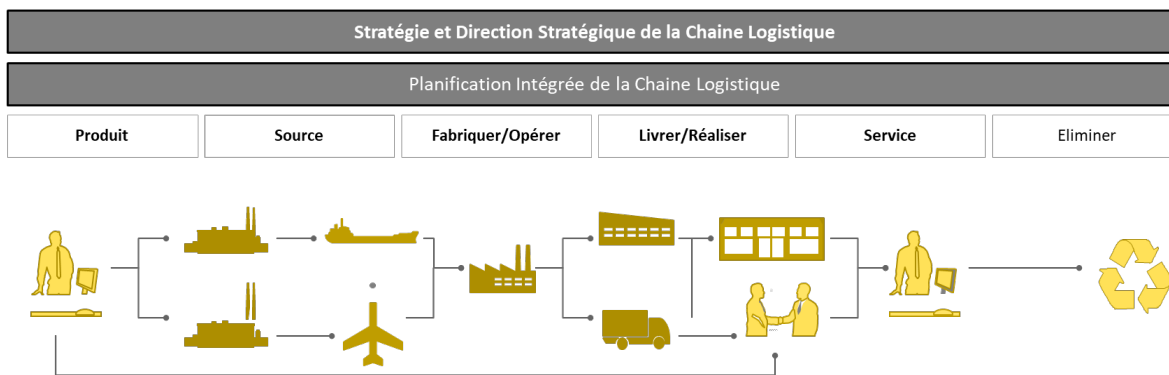 Stratégie et Direction Stratégique de la Chaine Logistique
Planification Intégrée de la Chaine Logistique
Produit
Source
Fabriquer/Opérer
Livrer/Réaliser
Service
Eliminer